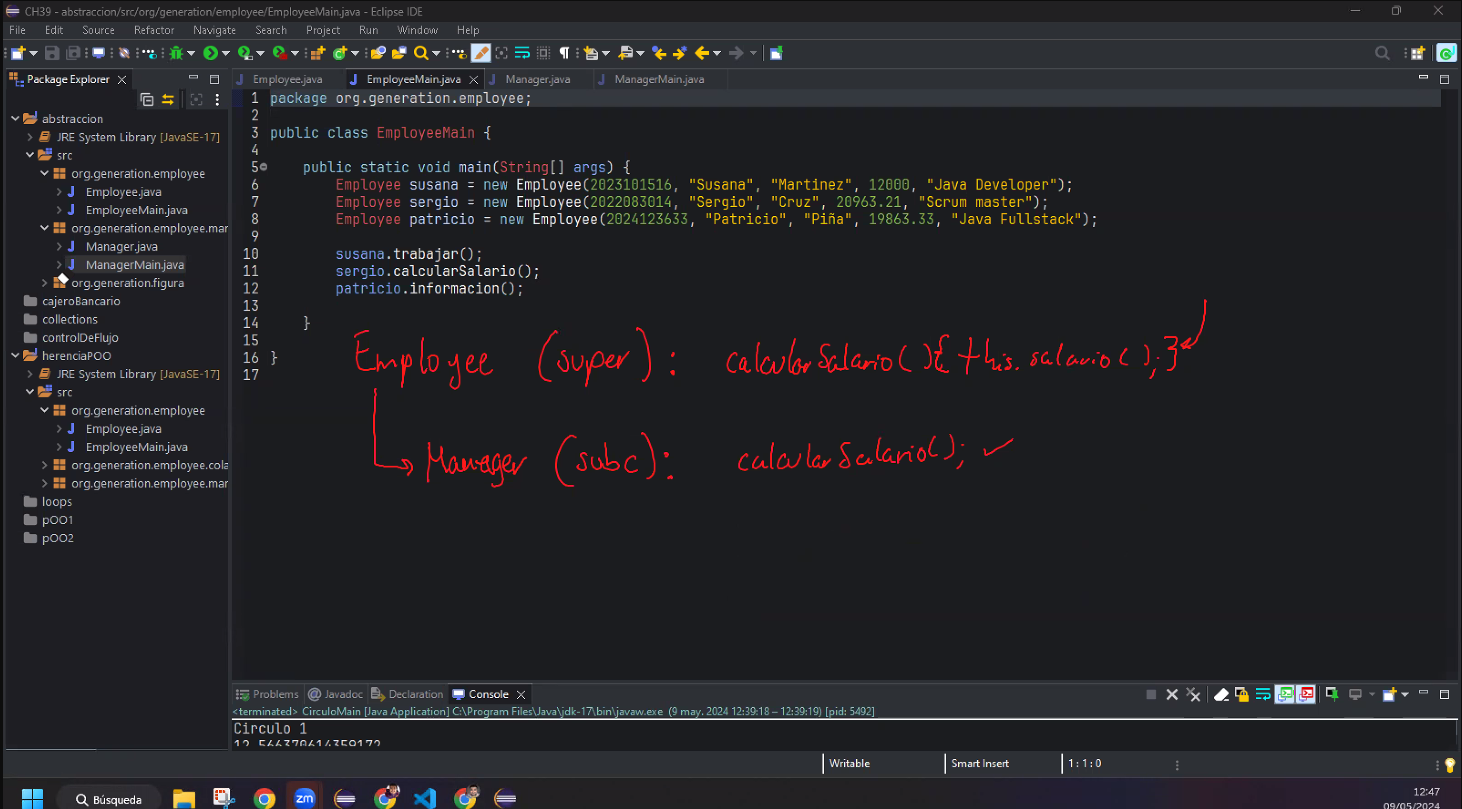 CH39 - abstraccion/src/org/generation/employee/EmployeeMain.java - Eclipse IDE
File Edit Source Refactor Navigate Search Project Run Window Help
Package Explorer
Employee.java EmployeeMain.java Manager.java ManagerMain.java
abstraccion
JRE System Library [JavaSE-17]
src
org.generation.employee
Employee.java
EmployeeMain.java
org.generation.employee.mar
Manager.java
ManagerMain.java
org.generation.figura
cajeroBancario
collections
controlDeFlujo
herenciaPOO
JRE System Library [JavaSE-17]
src
org.generation.employee
Employee.java
EmployeeMain.java
org.generation.employee.cola
org.generation.employee.mar
loops
pOO1
pOO2
1 package org.generation.employee;
2
3 public class EmployeeMain {
4
5 public static void main(String[] args) {
6 Employee susana = new Employee(2023101516, "Susana", "Martinez", 12000, "Java Developer");
7 Employee sergio = new Employee(2022083014, "Sergio", "Cruz", 20963.21, "Scrum master");
8 Employee patricio = new Employee(2024123633, "Patricio", "Piña", 19863.33, "Java Fullstack");
9
10 susana.trabajar();
11 sergio.calcularSalario();
12 patricio.informacion();
13
14 }
15
16 }
17
Employee (super): calcularSalario(){ this.salario(); }
Manager (subc): calcularSalario(); ✓
Problems Javadoc Declaration Console
<terminated> CirculoMain [Java Application] C:\Program Files\Java\jdk-17\bin\javaw.exe (9 may. 2024 12:39:18 – 12:39:19) [pid: 5492]
Circulo 1
12.566370614359172
Writable Smart Insert 1 : 1 : 0
Búsqueda
12:47
09/05/2024